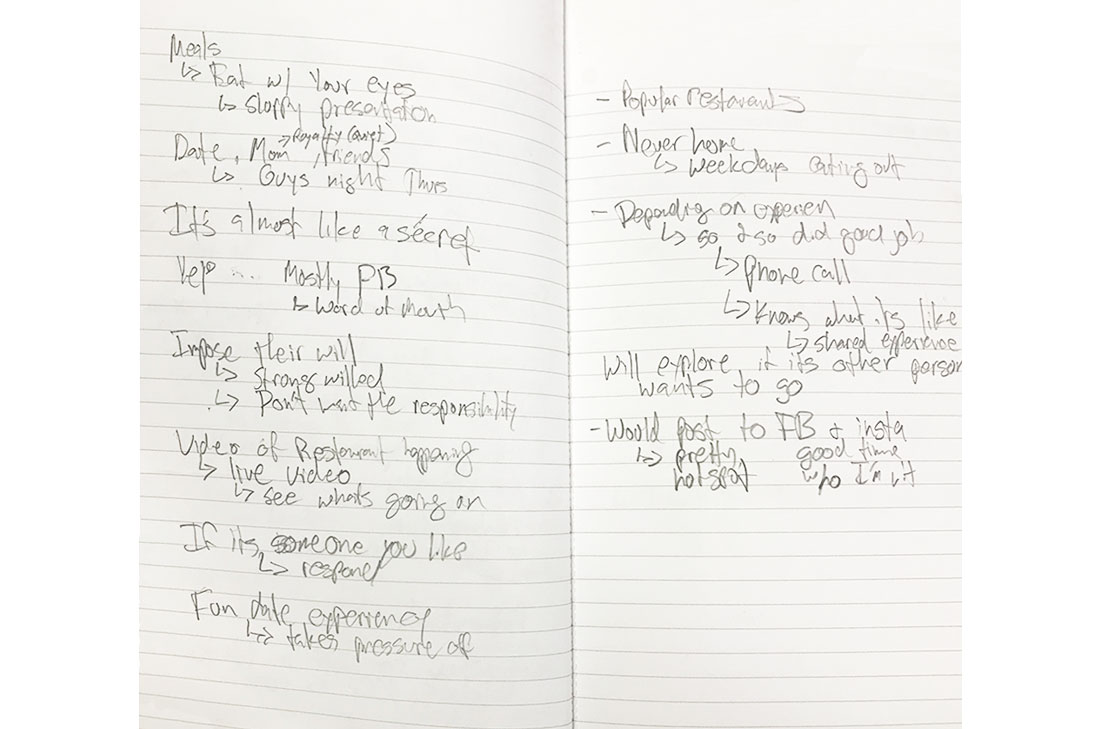 Meals
↳ Eat w/ Your eyes
↳ Sloppy presentation
→ Royalty (Quiet)
Date, Mom, friends
↳ Guys night Thurs
It's almost like a secret
Yelp ... Mostly FB
↳ Word of Mouth
Impose their will
↳ Strong willed
↳ Don't want the responsibility
Video of Restaurant happening
↳ live video
↳ see whats going on
If its someone you like
↳ respond
Fun date experience
↳ takes pressure off
- Popular restaurants
- Never home
↳ weekdays eating out
- Depending on experien
↳ so & so did good job
↳ Phone call
↳ Knows what its like
↳ shared experience
Will explore if its other person
wants to go
- Would post to FB + insta
↳ pretty, good time
hotspot who I'm w/